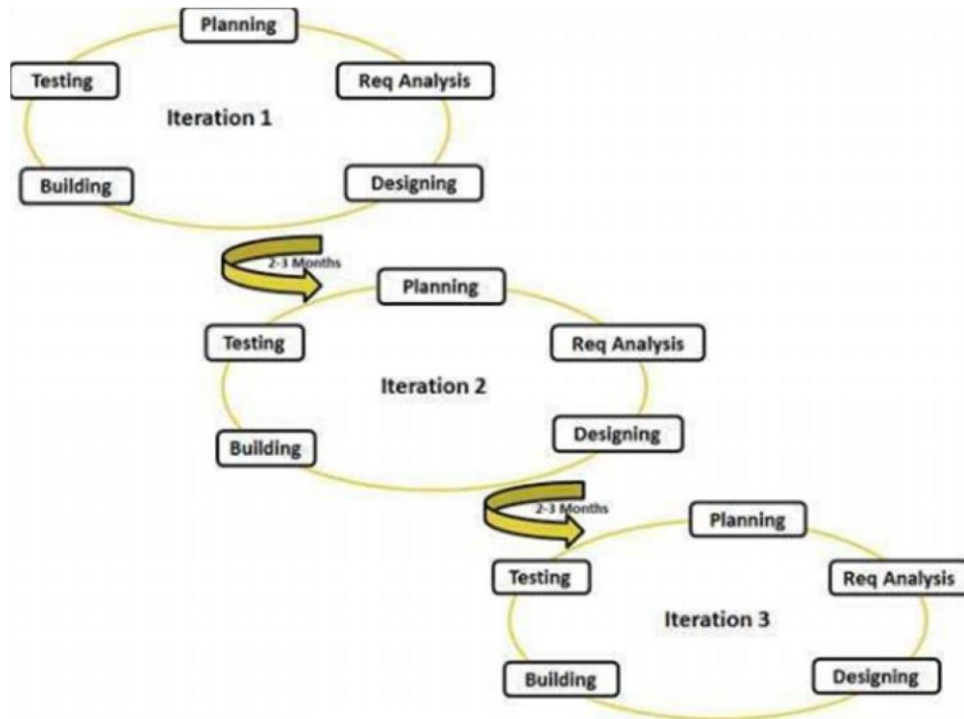 Planning
Testing
Req Analysis
Iteration 1
Building
Designing
2-3 Months
Planning
Testing
Req Analysis
Iteration 2
Building
Designing
2-3 Months
Planning
Testing
Req Analysis
Iteration 3
Building
Designing